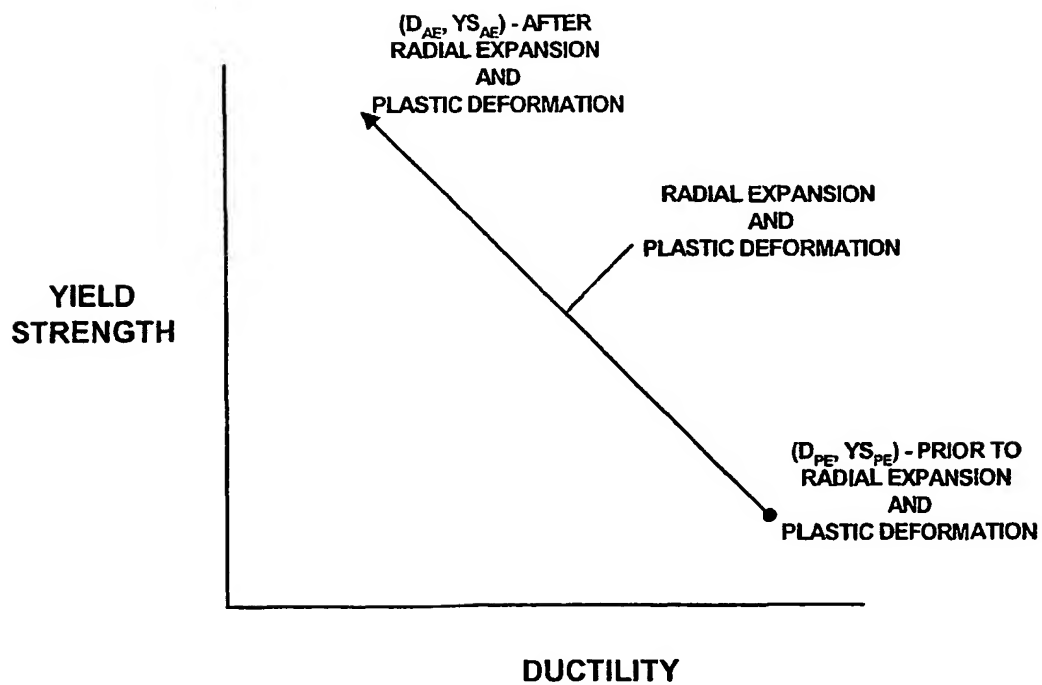 (D_AE, YS_AE) - AFTER
RADIAL EXPANSION
AND
PLASTIC DEFORMATION
RADIAL EXPANSION
AND
PLASTIC DEFORMATION
YIELD
STRENGTH
(D_PE, YS_PE) - PRIOR TO
RADIAL EXPANSION
AND
PLASTIC DEFORMATION
DUCTILITY